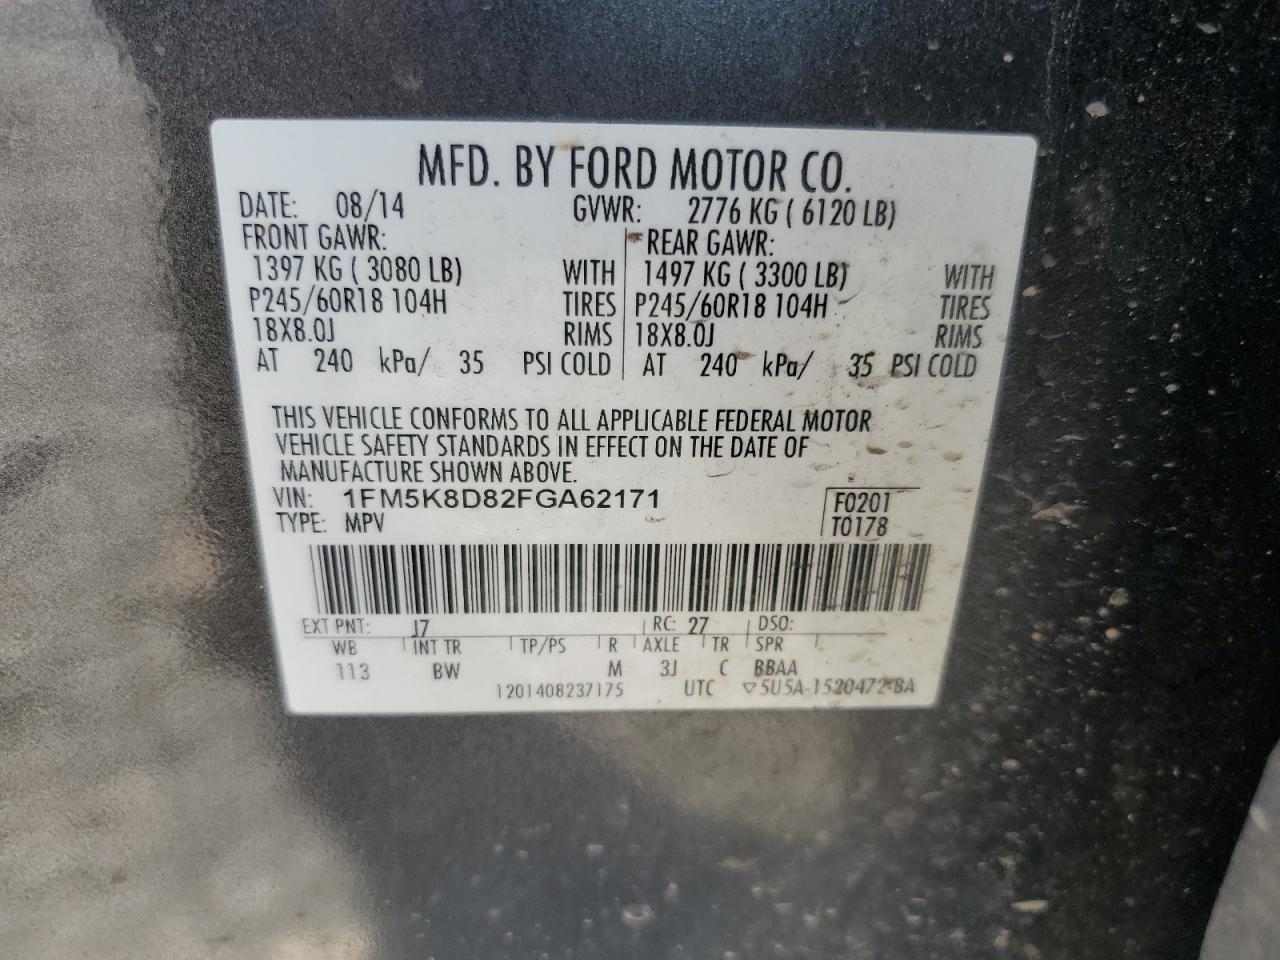 MFD. BY FORD MOTOR CO.
DATE: 08/14 GVWR: 2776 KG ( 6120 LB)
FRONT GAWR: REAR GAWR:
1397 KG ( 3080 LB) WITH 1497 KG ( 3300 LB) WITH
P245/60R18 104H TIRES P245/60R18 104H TIRES
18X8.0J RIMS 18X8.0J RIMS
AT 240 kPa/ 35 PSI COLD AT 240 kPa/ 35 PSI COLD
THIS VEHICLE CONFORMS TO ALL APPLICABLE FEDERAL MOTOR
VEHICLE SAFETY STANDARDS IN EFFECT ON THE DATE OF
MANUFACTURE SHOWN ABOVE.
VIN: 1FM5K8D82FGA62171 F0201
TYPE: MPV T0178
EXT PNT: J7 RC: 27 DSO:
WB INT TR TP/PS R AXLE TR SPR
113 BW M 3J C BBAA
1201408237175 UTC ▽5U5A-1520472-BA